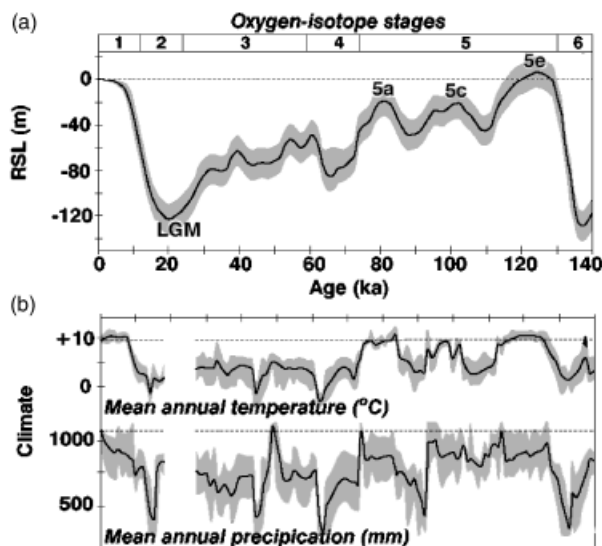 (a)
Oxygen-isotope stages
1 2 3 4 5 6
RSL (m)
0
-40
-80
-120
LGM
5a
5c
5e
0 20 40 60 80 100 120 140
Age (ka)
(b)
Climate
+10
0
Mean annual temperature (°C)
1000
500
Mean annual precipication (mm)